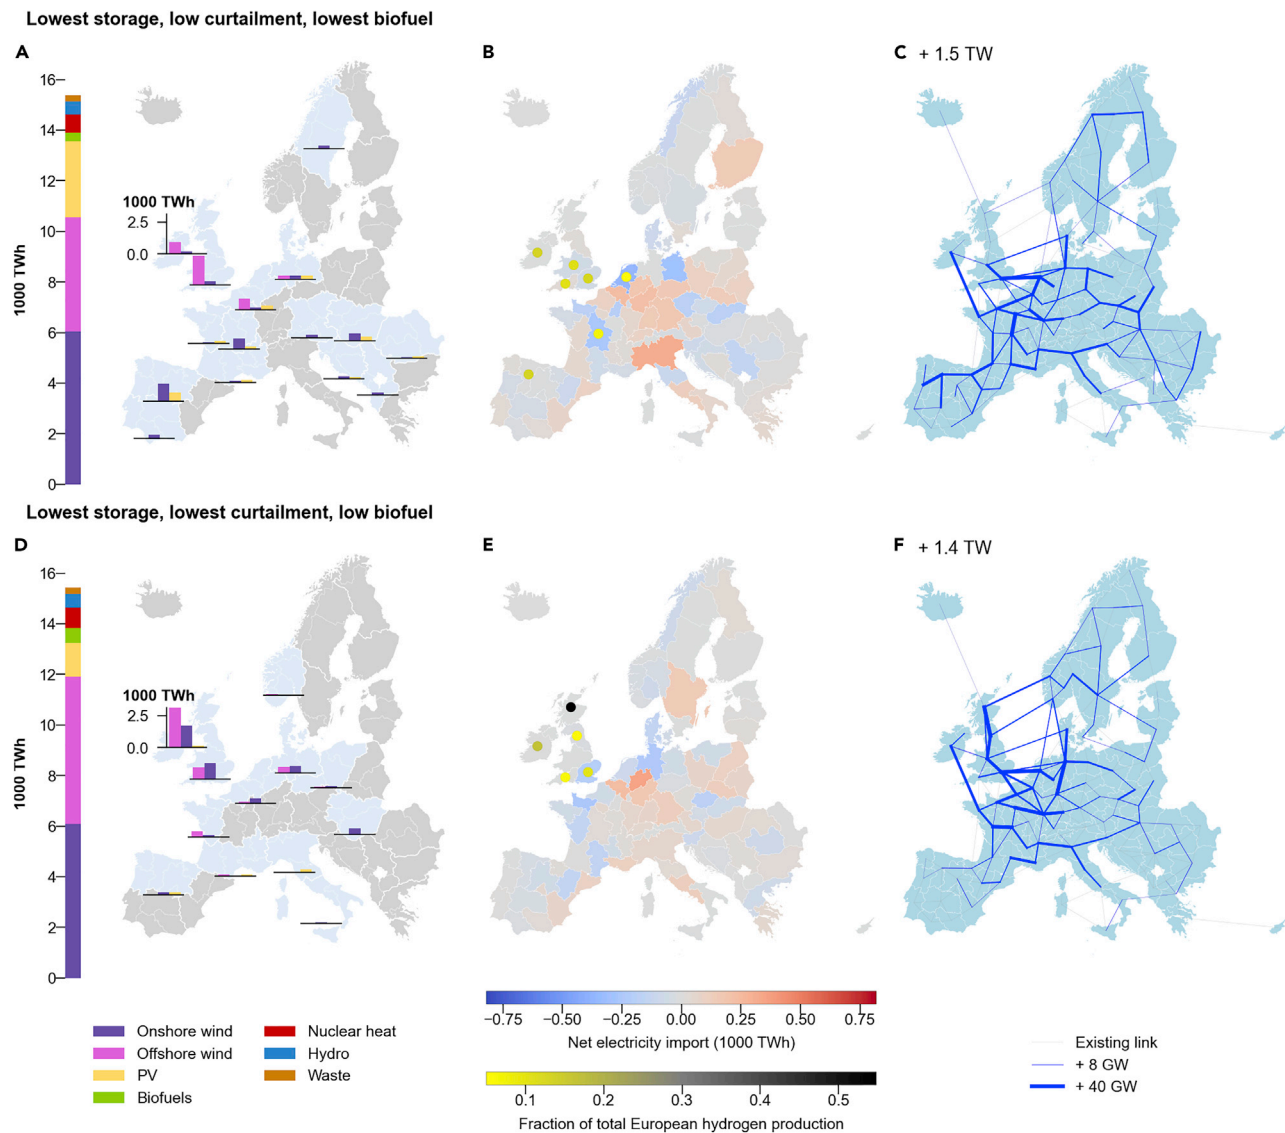 Lowest storage, low curtailment, lowest biofuel
A
B
C + 1.5 TW
16
14
12
10
8
6
4
2
0
1000 TWh
1000 TWh
2.5
0.0
Lowest storage, lowest curtailment, low biofuel
D
E
F + 1.4 TW
16
14
12
10
8
6
4
2
0
1000 TWh
1000 TWh
2.5
0.0
Onshore wind
Offshore wind
PV
Biofuels
Nuclear heat
Hydro
Waste
−0.75 −0.50 −0.25 0.00 0.25 0.50 0.75
Net electricity import (1000 TWh)
0.1 0.2 0.3 0.4 0.5
Fraction of total European hydrogen production
Existing link
+ 8 GW
+ 40 GW